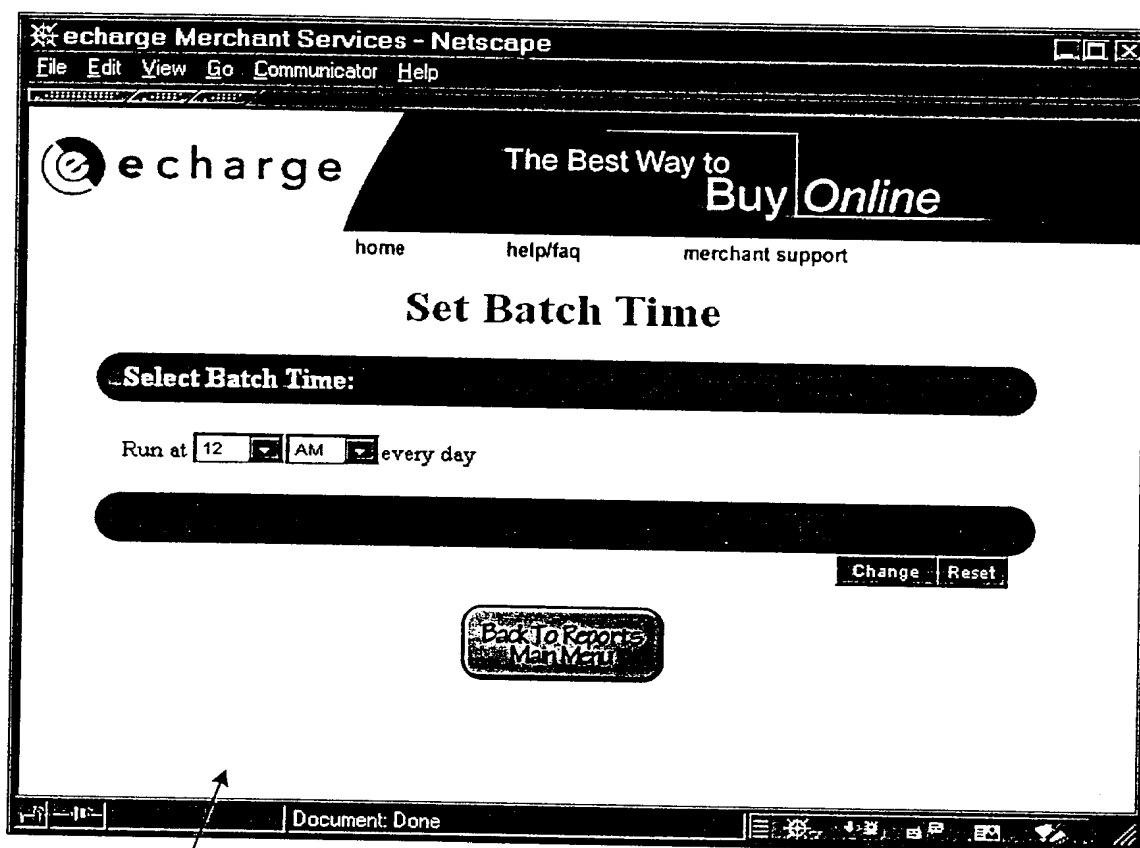 echarge Merchant Services - Netscape
File Edit View Go Communicator Help
echarge
The Best Way to
Buy Online
home help/faq merchant support
Set Batch Time
Select Batch Time:
Run at 12 AM every day
Change Reset
Back To Reports
Main Menu
Document: Done